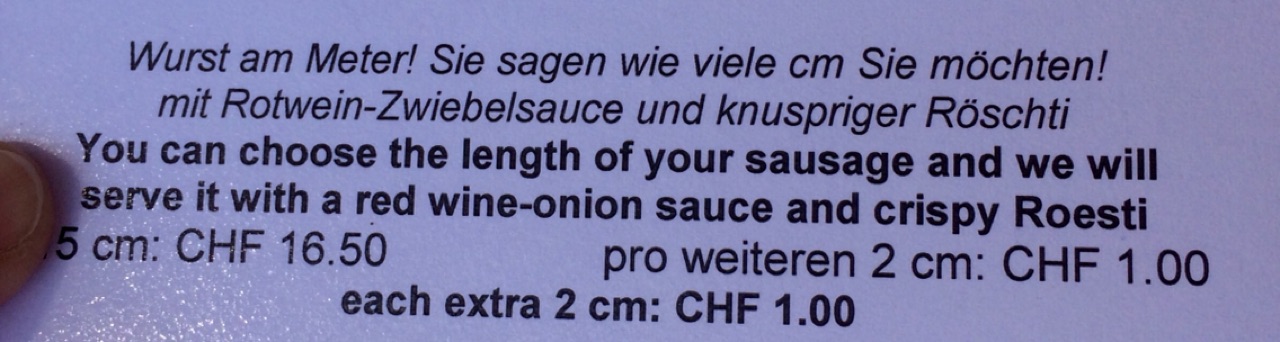 Wurst am Meter! Sie sagen wie viele cm Sie möchten!
mit Rotwein-Zwiebelsauce und knuspriger Röschti
You can choose the length of your sausage and we will
serve it with a red wine-onion sauce and crispy Roesti
5 cm: CHF 16.50 pro weiteren 2 cm: CHF 1.00
each extra 2 cm: CHF 1.00